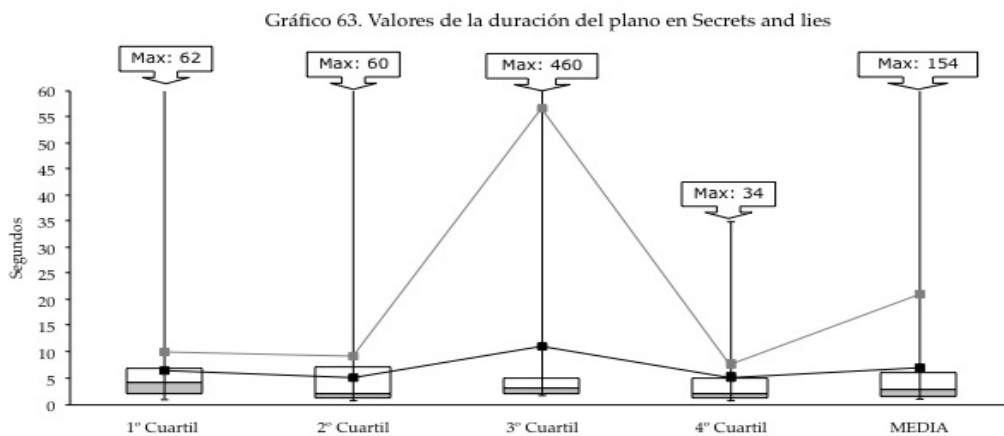 Gráfico 63. Valores de la duración del plano en Secrets and lies
Max: 62
Max: 60
Max: 460
Max: 154
Max: 34
Segundos
60
55
50
45
40
35
30
25
20
15
10
5
0
1º Cuartil
2º Cuartil
3º Cuartil
4º Cuartil
MEDIA